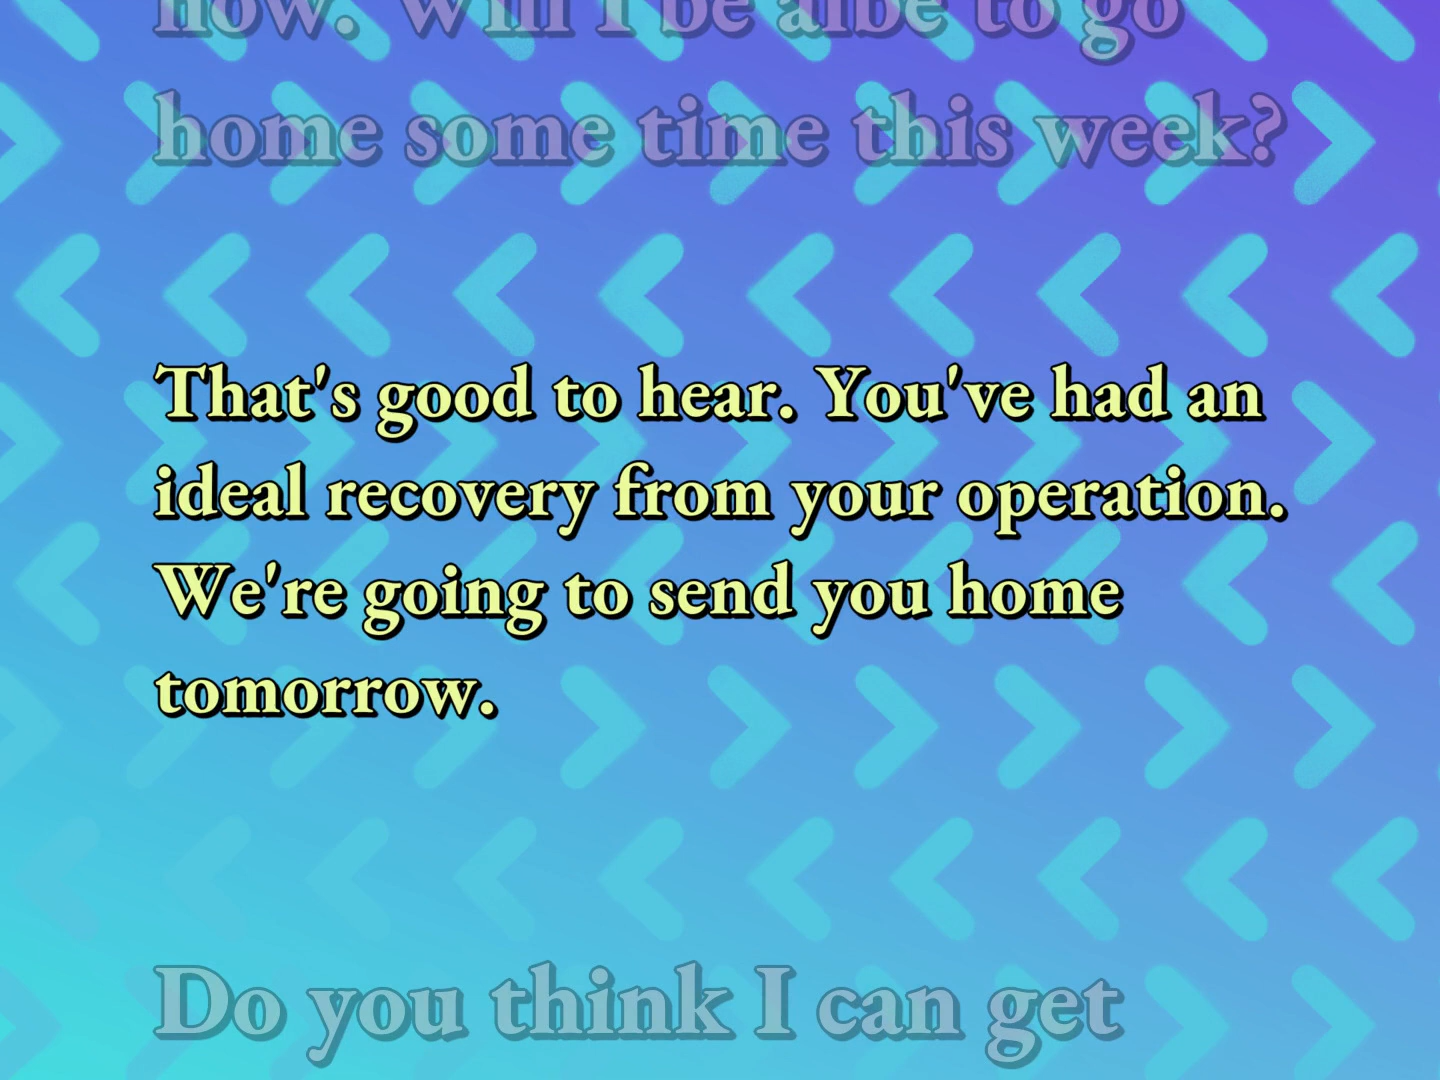 now. Will I be albe to go
home some time this week?
That's good to hear. You've had an
ideal recovery from your operation.
We're going to send you home
tomorrow.
Do you think I can get